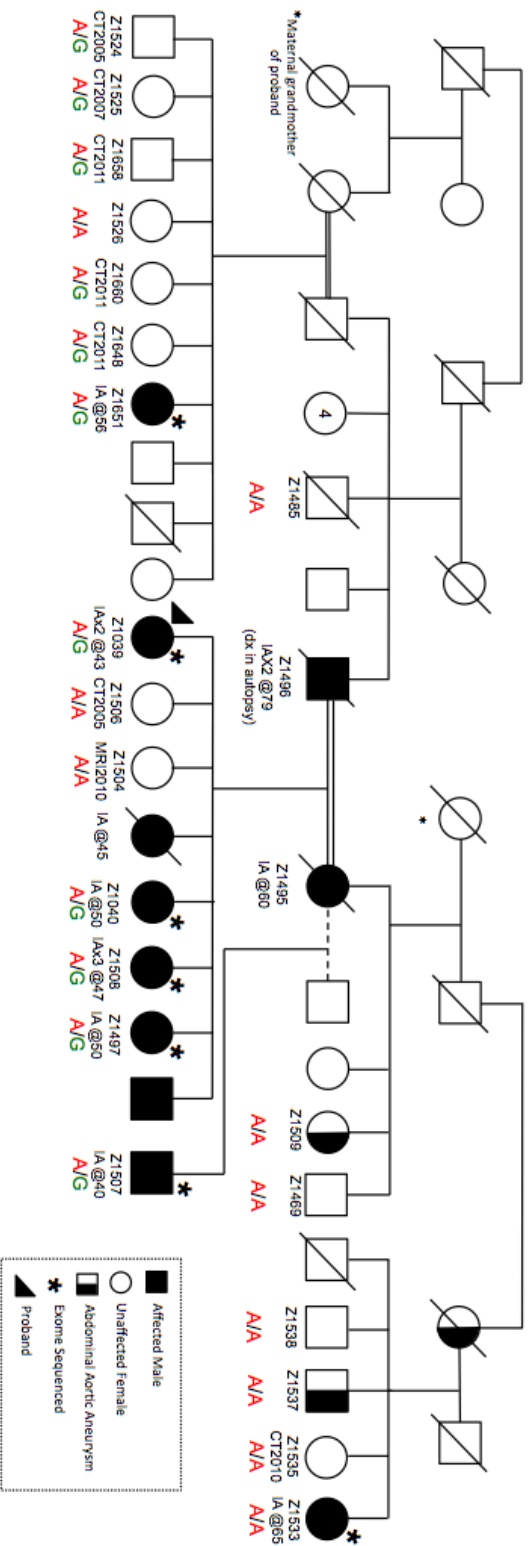 *
*Maternal grandmother
of proband
4
Z1485
A/A
Z1496
IAX2 @79
(dx in autopsy)
Z1495
IA @60
Z1509
A/A
Z1469
A/A
Z1538
A/A
Z1537
A/A
Z1535
CT2010
A/A
Z1533
IA @65
A/A
*
Z1524
CT2005
A/G
Z1525
CT2007
A/G
Z1658
CT2011
A/G
Z1526
A/A
Z1660
CT2011
A/G
Z1648
CT2011
A/G
Z1651
IA @56
A/G
*
Z1039
IAx2 @43
A/G
*
Z1506
CT2005
A/A
Z1504
MRI2010
A/A
IA @45
Z1040
IA @50
A/G
*
Z1508
IAx3 @47
A/G
*
Z1497
IA @50
A/G
*
Z1507
IA @40
A/G
*
Affected Male
Unaffected Female
Abdominal Aortic Aneurysm
* Exome Sequenced
Proband